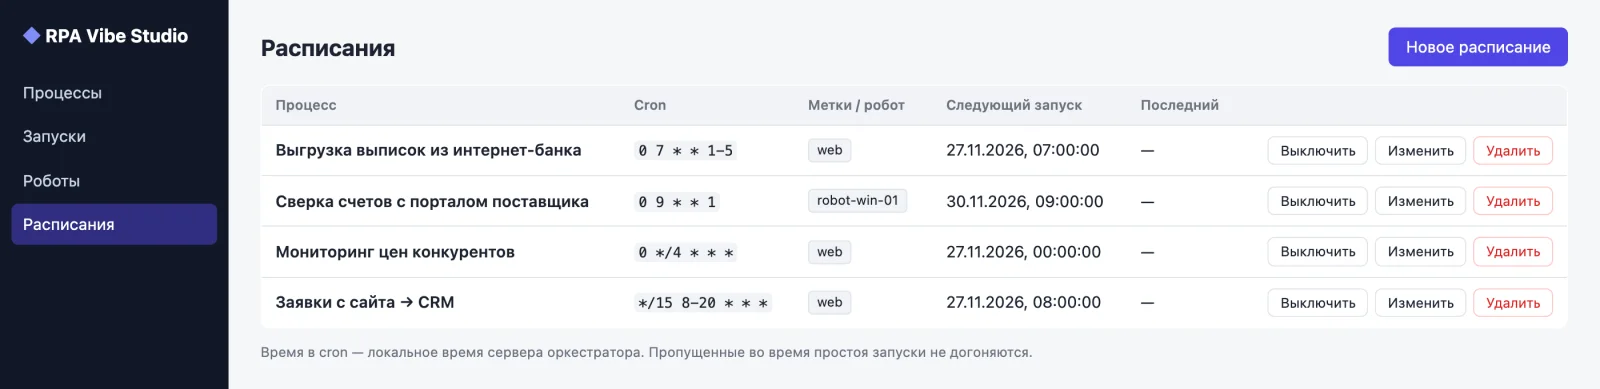 RPA Vibe Studio
Процессы
Запуски
Роботы
Расписания
Расписания
Новое расписание
Процесс Cron Метки / робот Следующий запуск Последний
Выгрузка выписок из интернет-банка 0 7 * * 1-5 web 27.11.2026, 07:00:00 — Выключить Изменить Удалить
Сверка счетов с порталом поставщика 0 9 * * 1 robot-win-01 30.11.2026, 09:00:00 — Выключить Изменить Удалить
Мониторинг цен конкурентов 0 */4 * * * web 27.11.2026, 00:00:00 — Выключить Изменить Удалить
Заявки с сайта → CRM */15 8-20 * * * web 27.11.2026, 08:00:00 — Выключить Изменить Удалить
Время в cron — локальное время сервера оркестратора. Пропущенные во время простоя запуски не догоняются.